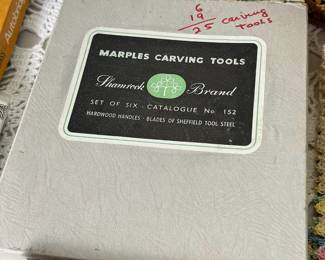 6
19
25 carving
tools
MARPLES CARVING TOOLS
Shamrock Brand
SET OF SIX - CATALOGUE No 152
HARDWOOD HANDLES - BLADES OF SHEFFIELD TOOL STEEL